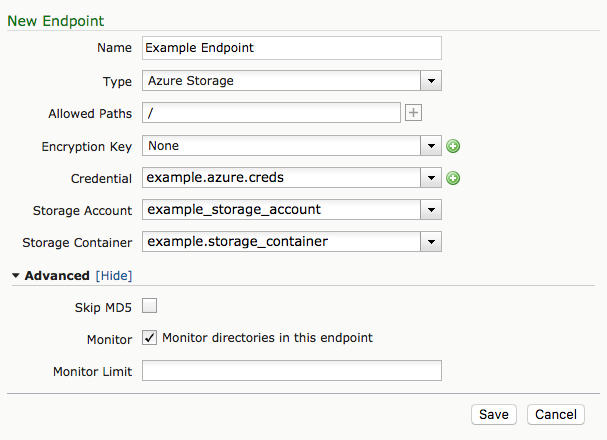 New Endpoint
Name Example Endpoint
Type Azure Storage
Allowed Paths /
Encryption Key None
Credential example.azure.creds
Storage Account example_storage_account
Storage Container example.storage_container
Advanced [Hide]
Skip MD5
Monitor Monitor directories in this endpoint
Monitor Limit
Save Cancel